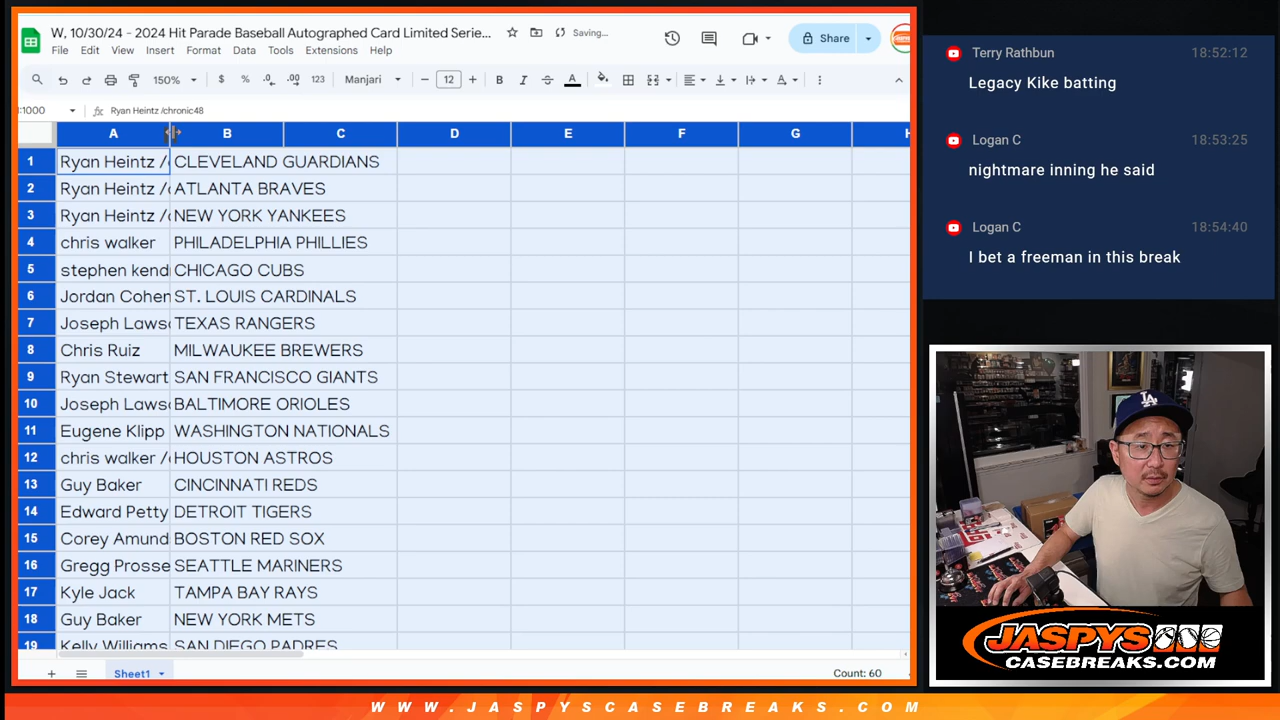 W, 10/30/24 - 2024 Hit Parade Baseball Autographed Card Limited Serie... Saving...
File Edit View Insert Format Data Tools Extensions Help
Share
150% $ % .0 .00 123 Manjari 12 B I A
:1000 fx Ryan Heintz /chronic48
A B C D E F G H
1 Ryan Heintz /c CLEVELAND GUARDIANS
2 Ryan Heintz /c ATLANTA BRAVES
3 Ryan Heintz /c NEW YORK YANKEES
4 chris walker PHILADELPHIA PHILLIES
5 stephen kend CHICAGO CUBS
6 Jordan Cohen ST. LOUIS CARDINALS
7 Joseph Laws TEXAS RANGERS
8 Chris Ruiz MILWAUKEE BREWERS
9 Ryan Stewart SAN FRANCISCO GIANTS
10 Joseph Laws BALTIMORE ORIOLES
11 Eugene Klipp WASHINGTON NATIONALS
12 chris walker /c HOUSTON ASTROS
13 Guy Baker CINCINNATI REDS
14 Edward Petty DETROIT TIGERS
15 Corey Amund BOSTON RED SOX
16 Gregg Prosse SEATTLE MARINERS
17 Kyle Jack TAMPA BAY RAYS
18 Guy Baker NEW YORK METS
19 Kelly Williams SAN DIEGO PADRES
Sheet1
Count: 60
Terry Rathbun 18:52:12
Legacy Kike batting
Logan C 18:53:25
nightmare inning he said
Logan C 18:54:40
I bet a freeman in this break
LA
JASPYS
CASEBREAKS.COM
WWW.JASPYSCASEBREAKS.COM